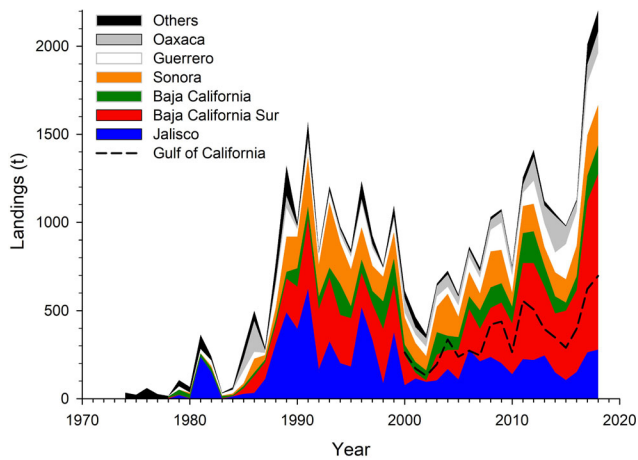 Others
Oaxaca
Guerrero
Sonora
Baja California
Baja California Sur
Jalisco
Gulf of California
Landings (t)
2000
1500
1000
500
0
1970 1980 1990 2000 2010 2020
Year